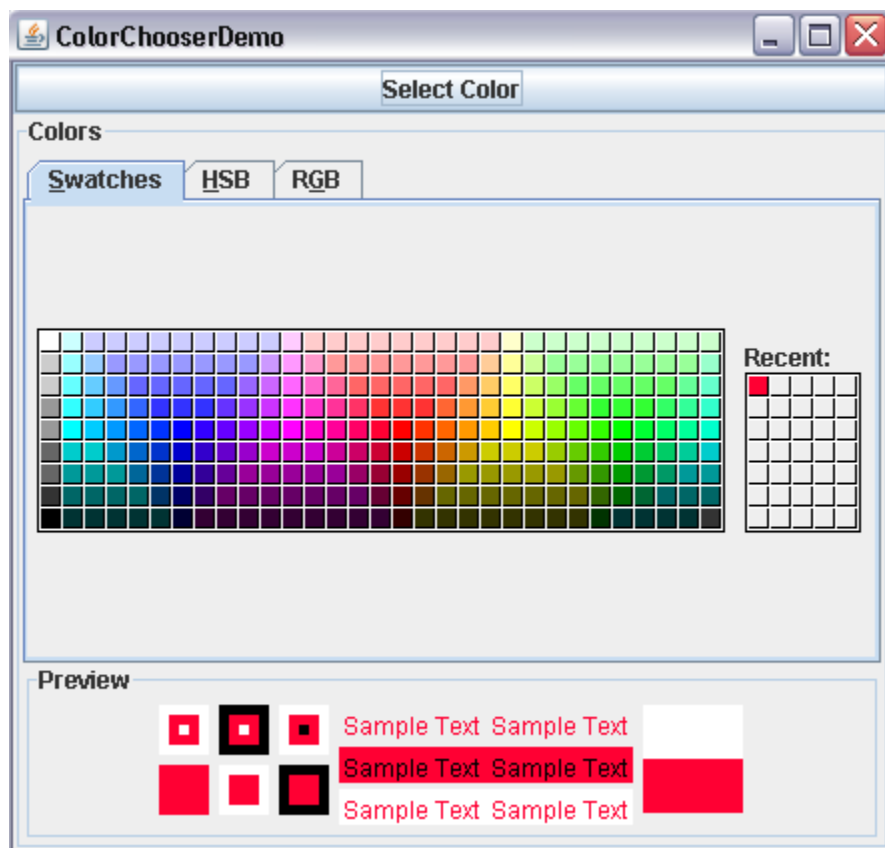 ColorChooserDemo
Select Color
Colors
Swatches HSB RGB
Recent:
Preview
Sample Text Sample Text
Sample Text Sample Text
Sample Text Sample Text